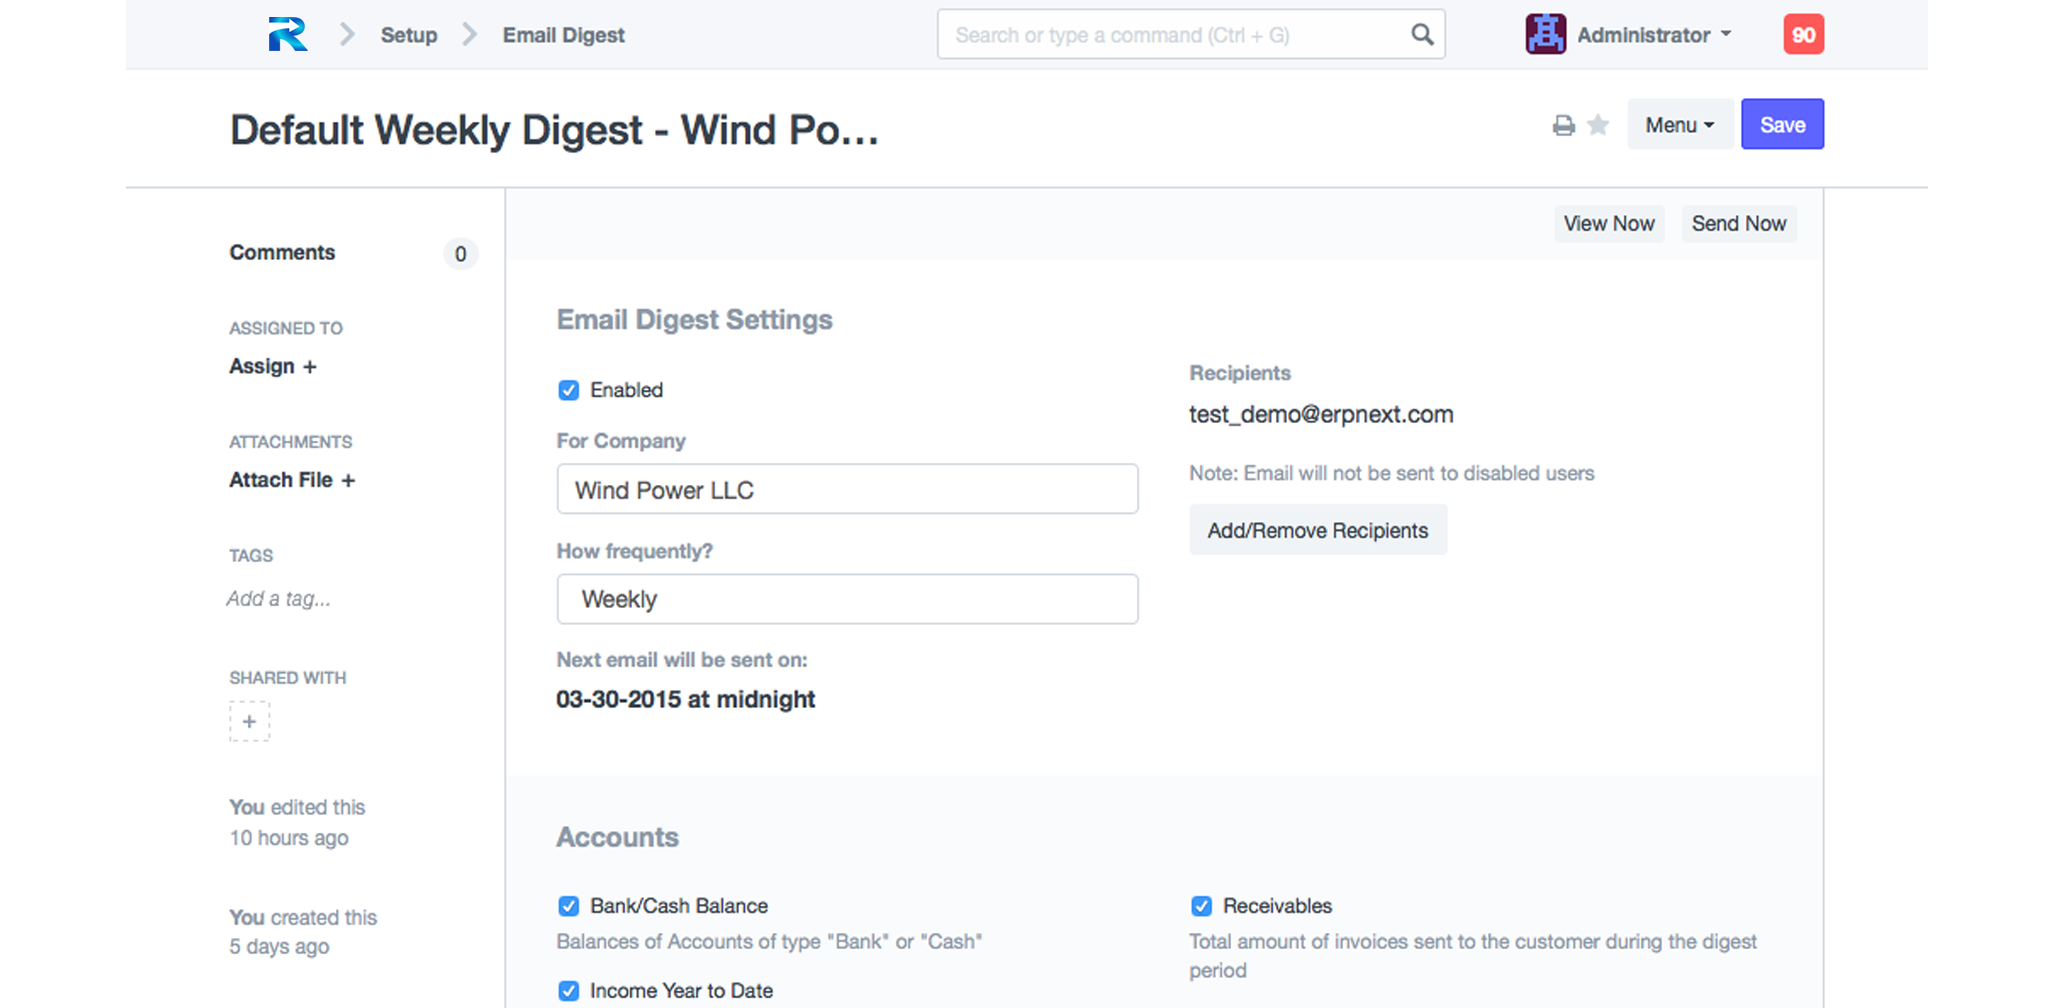 Setup
Email Digest
Search or type a command (Ctrl + G)
Administrator
90
Default Weekly Digest - Wind Po...
Menu
Save
View Now
Send Now
Comments
0
ASSIGNED TO
Assign +
ATTACHMENTS
Attach File +
TAGS
Add a tag...
SHARED WITH
+
You edited this
10 hours ago
You created this
5 days ago
Email Digest Settings
Enabled
For Company
Wind Power LLC
How frequently?
Weekly
Next email will be sent on:
03-30-2015 at midnight
Recipients
test_demo@erpnext.com
Note: Email will not be sent to disabled users
Add/Remove Recipients
Accounts
Bank/Cash Balance
Balances of Accounts of type "Bank" or "Cash"
Income Year to Date
Receivables
Total amount of invoices sent to the customer during the digest
period